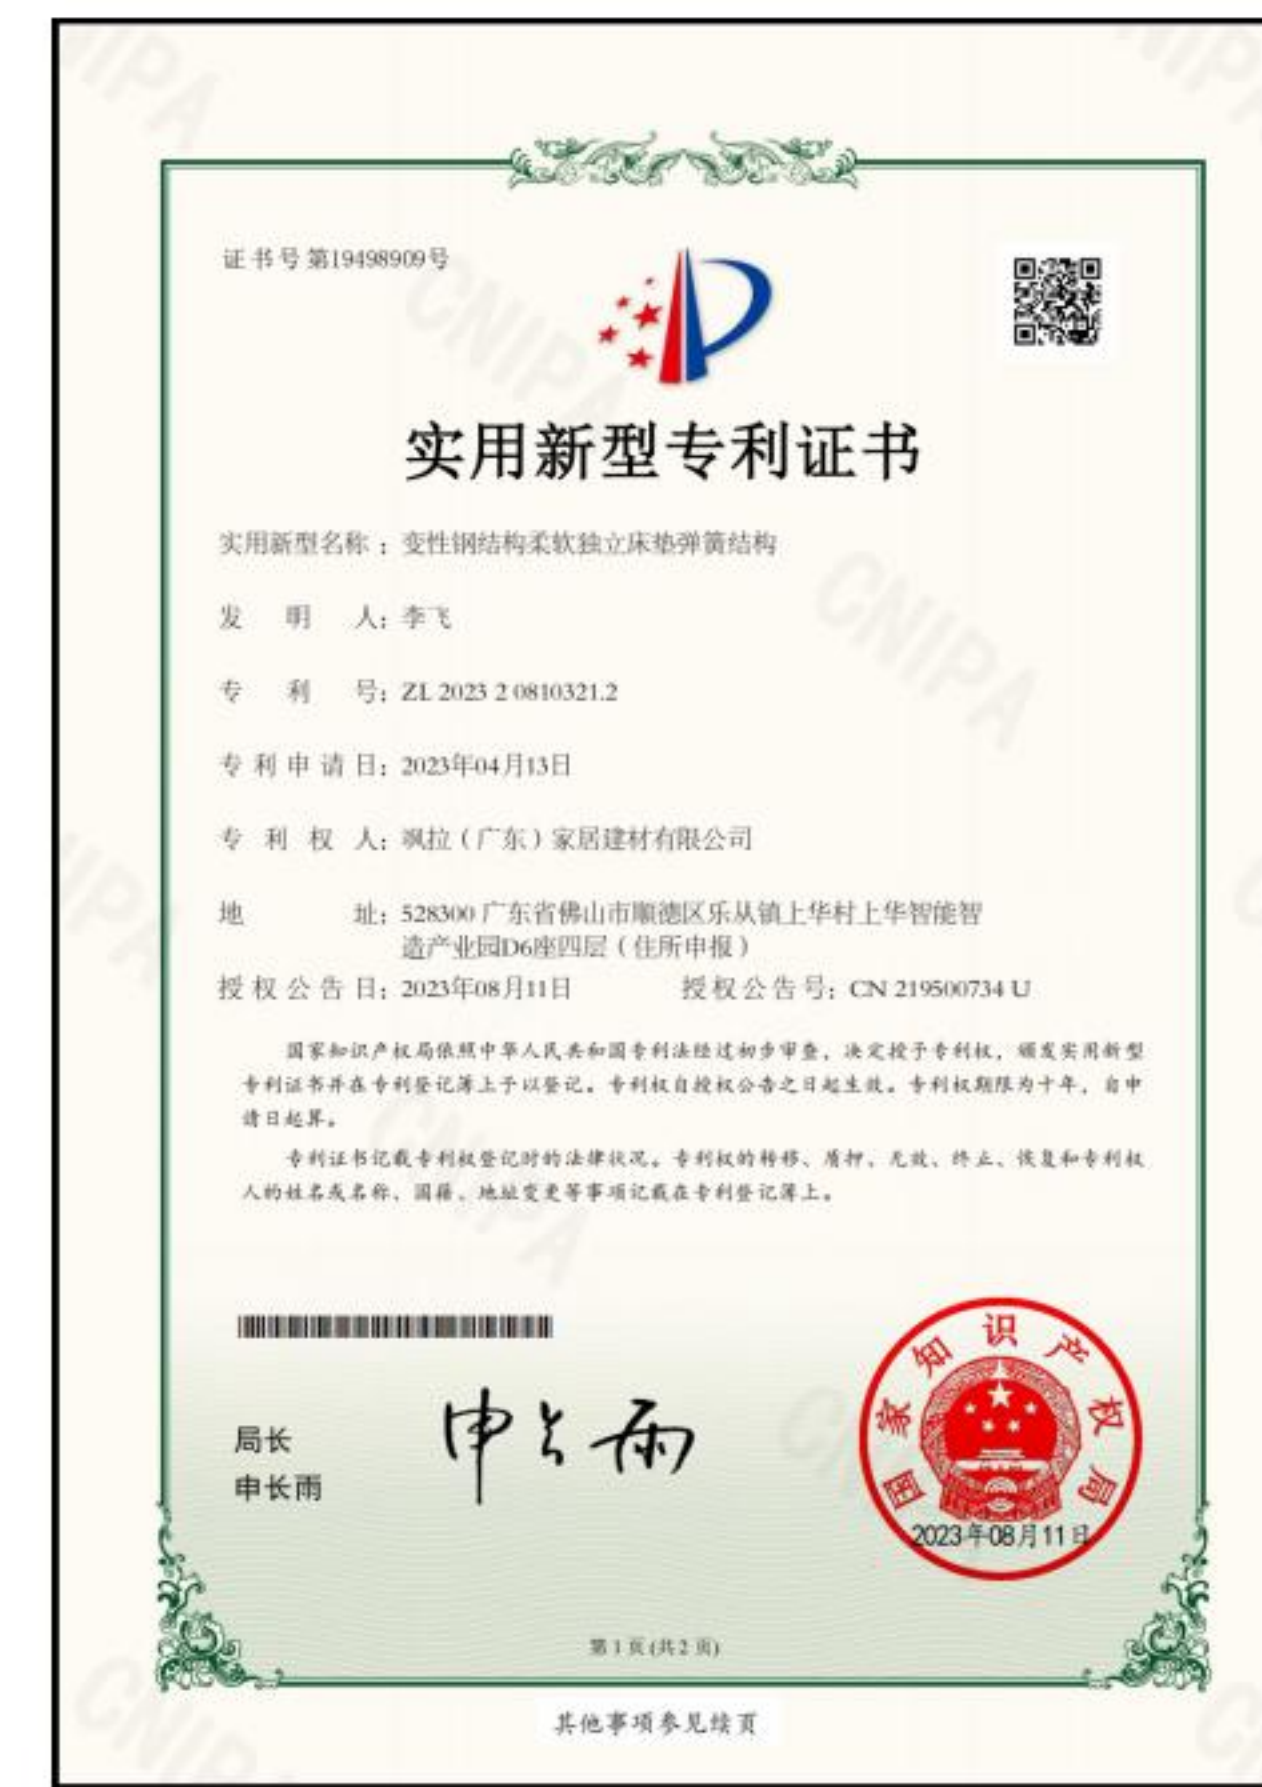 证书号第19498909号
实用新型专利证书
实用新型名称：变性钢结构柔软独立床垫弹簧结构
发明人：李飞
专利号：ZL 2023 2 0810321.2
专利申请日：2023年04月13日
专利权人：飒拉（广东）家居建材有限公司
地址：528300 广东省佛山市顺德区乐从镇上华村上华智能智
造产业园D6座四层（住所申报）
授权公告日：2023年08月11日 授权公告号：CN 219500734 U
国家知识产权局依照中华人民共和国专利法经过初步审查，决定授予专利权，颁发实用新型
专利证书并在专利登记簿上予以登记。专利权自授权公告之日起生效。专利权期限为十年，自申
请日起算。
专利证书记载专利权登记时的法律状况。专利权的转移、质押、无效、终止、恢复和专利权
人的姓名或名称、国籍、地址变更等事项记载在专利登记簿上。
局长
申长雨
申长雨
国家知识产权局
2023年08月11日
第1页(共2页)
其他事项参见续页
CNIPA